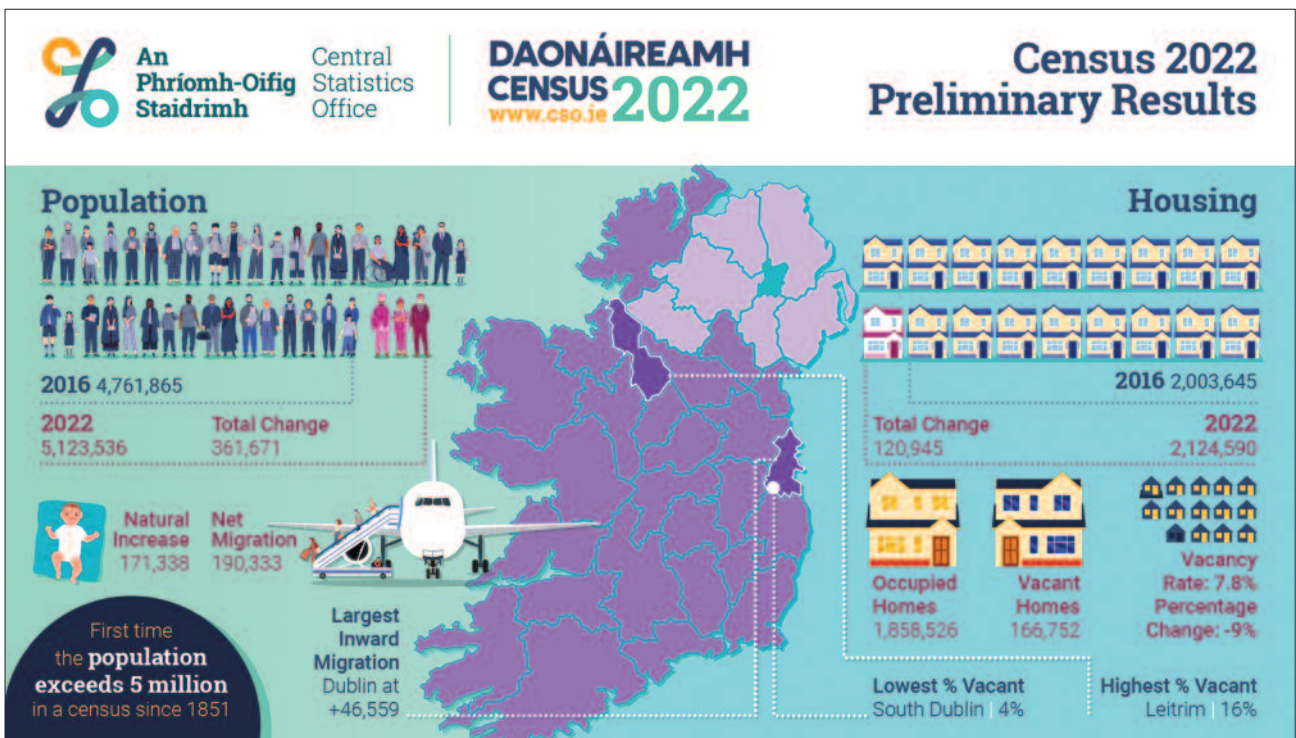 An
Phríomh-Oifig
Staidrimh
Central
Statistics
Office
DAONÁIREAMH
CENSUS 2022
www.cso.ie
Census 2022
Preliminary Results
Population
2016 4,761,865
2022
5,123,536
Total Change
361,671
Natural
Increase
171,338
Net
Migration
190,333
First time
the population
exceeds 5 million
in a census since 1851
Largest
Inward
Migration
Dublin at
+46,559
Housing
2016 2,003,645
Total Change
120,945
2022
2,124,590
Occupied
Homes
1,858,526
Vacant
Homes
166,752
Vacancy
Rate: 7.8%
Percentage
Change: -9%
Lowest % Vacant
South Dublin | 4%
Highest % Vacant
Leitrim | 16%